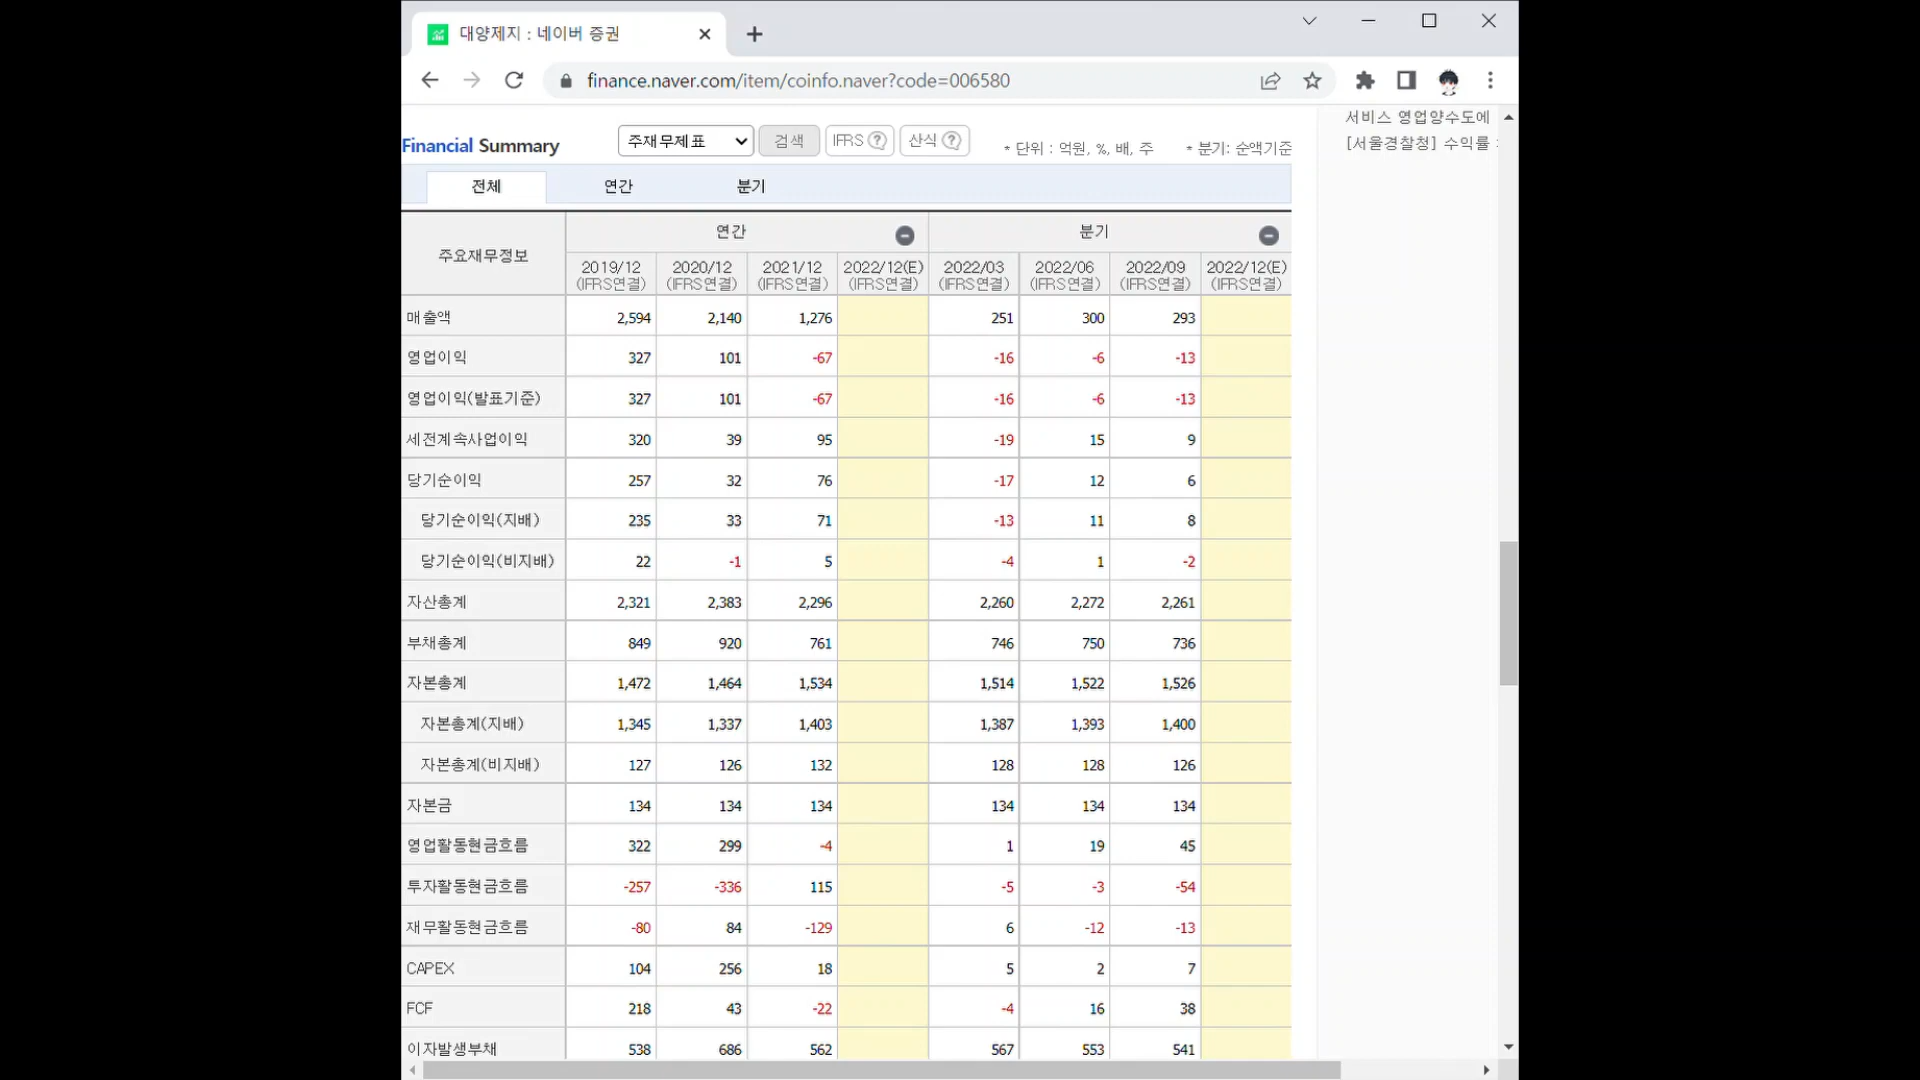 대양제지 : 네이버 증권
finance.naver.com/item/coinfo.naver?code=006580
서비스 영업양수도에
[서울경찰청] 수익률
Financial Summary 주재무제표 검색 IFRS ? 산식 ? * 단위 : 억원, %, 배, 주 * 분기: 순액기준
전체 연간 분기
주요재무정보 연간 분기
2019/12 2020/12 2021/12 2022/12(E) 2022/03 2022/06 2022/09 2022/12(E)
(IFRS연결) (IFRS연결) (IFRS연결) (IFRS연결) (IFRS연결) (IFRS연결) (IFRS연결) (IFRS연결)
매출액 2,594 2,140 1,276 251 300 293
영업이익 327 101 -67 -16 -6 -13
영업이익(발표기준) 327 101 -67 -16 -6 -13
세전계속사업이익 320 39 95 -19 15 9
당기순이익 257 32 76 -17 12 6
당기순이익(지배) 235 33 71 -13 11 8
당기순이익(비지배) 22 -1 5 -4 1 -2
자산총계 2,321 2,383 2,296 2,260 2,272 2,261
부채총계 849 920 761 746 750 736
자본총계 1,472 1,464 1,534 1,514 1,522 1,526
자본총계(지배) 1,345 1,337 1,403 1,387 1,393 1,400
자본총계(비지배) 127 126 132 128 128 126
자본금 134 134 134 134 134 134
영업활동현금흐름 322 299 -4 1 19 45
투자활동현금흐름 -257 -336 115 -5 -3 -54
재무활동현금흐름 -80 84 -129 6 -12 -13
CAPEX 104 256 18 5 2 7
FCF 218 43 -22 -4 16 38
이자발생부채 538 686 562 567 553 541